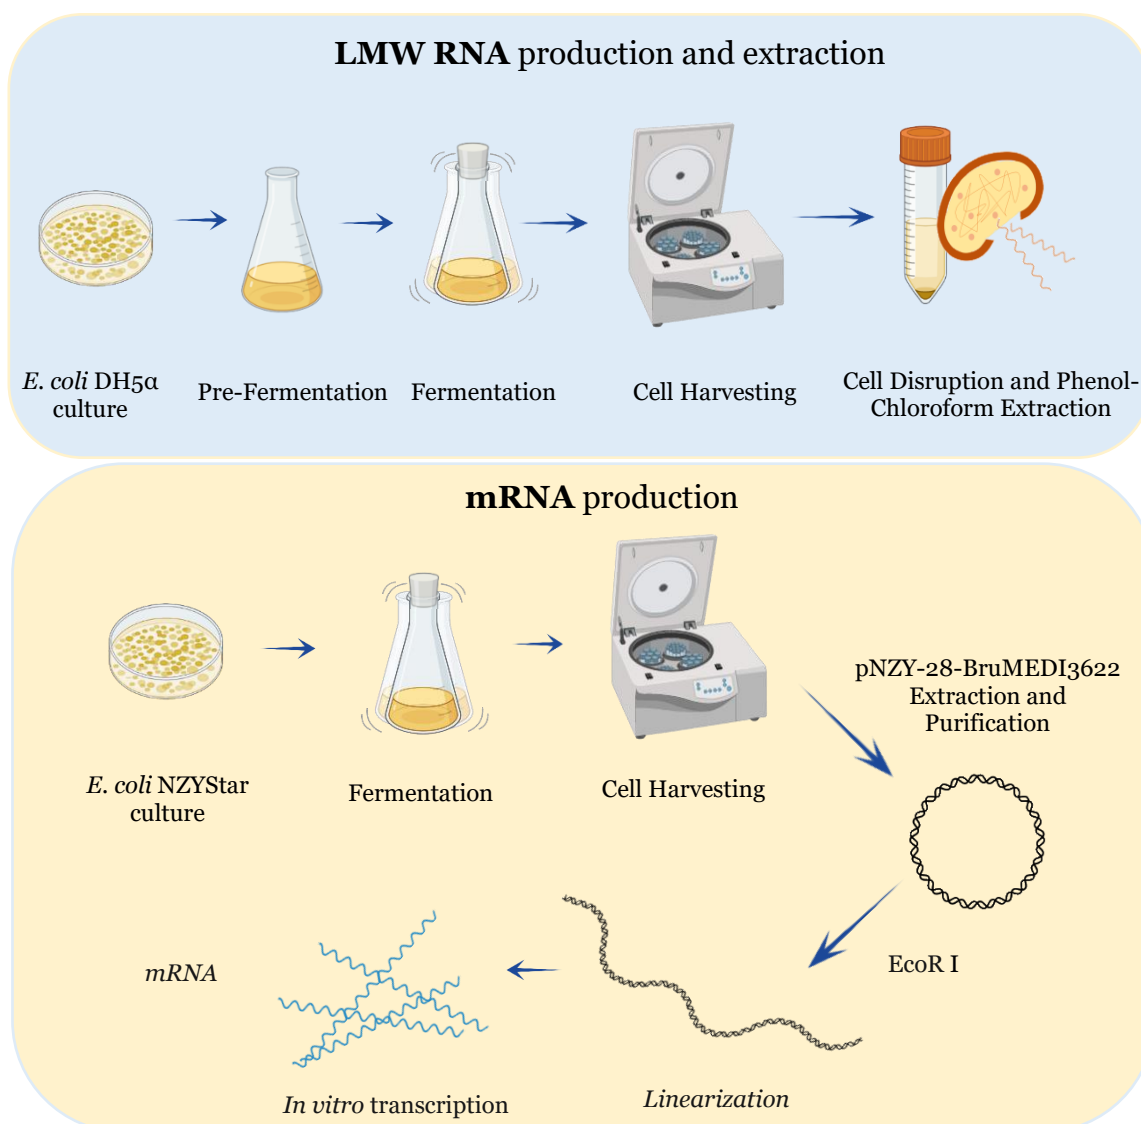 LMW RNA production and extraction
E. coli DH5α
culture
Pre-Fermentation
Fermentation
Cell Harvesting
Cell Disruption and Phenol-
Chloroform Extraction
mRNA production
E. coli NZYStar
culture
Fermentation
Cell Harvesting
pNZY-28-BruMEDI3622
Extraction and
Purification
EcoR I
Linearization
In vitro transcription
mRNA